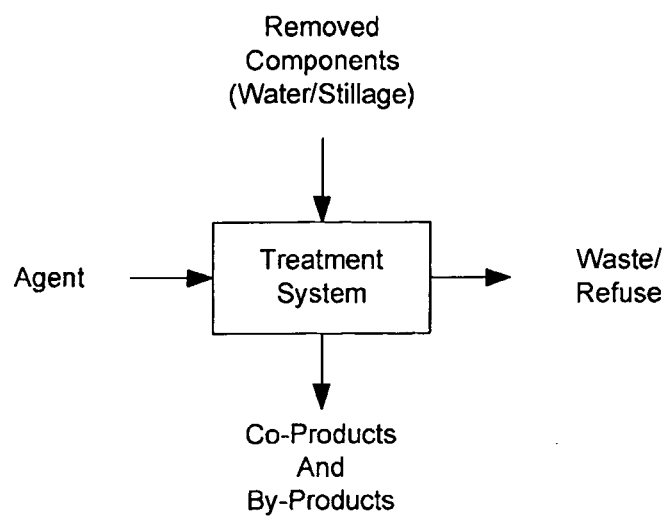 Removed
Components
(Water/Stillage)
Agent
Treatment
System
Waste/
Refuse
Co-Products
And
By-Products